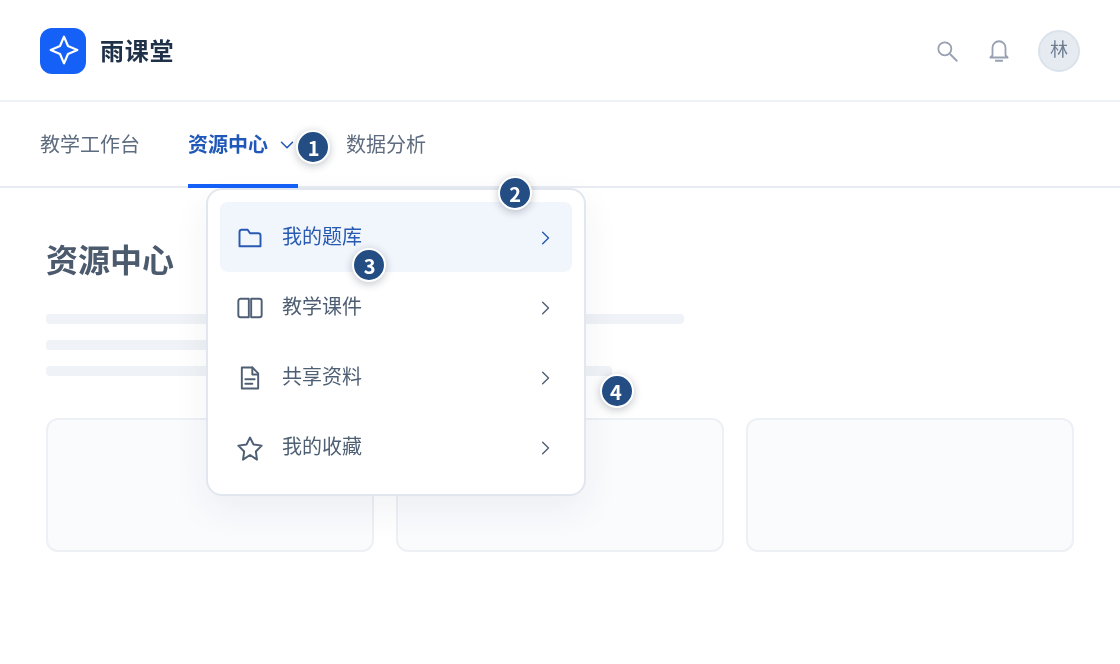 雨课堂
林
教学工作台 资源中心 1 数据分析
2
我的题库
3
资源中心
教学课件
共享资料
4
我的收藏